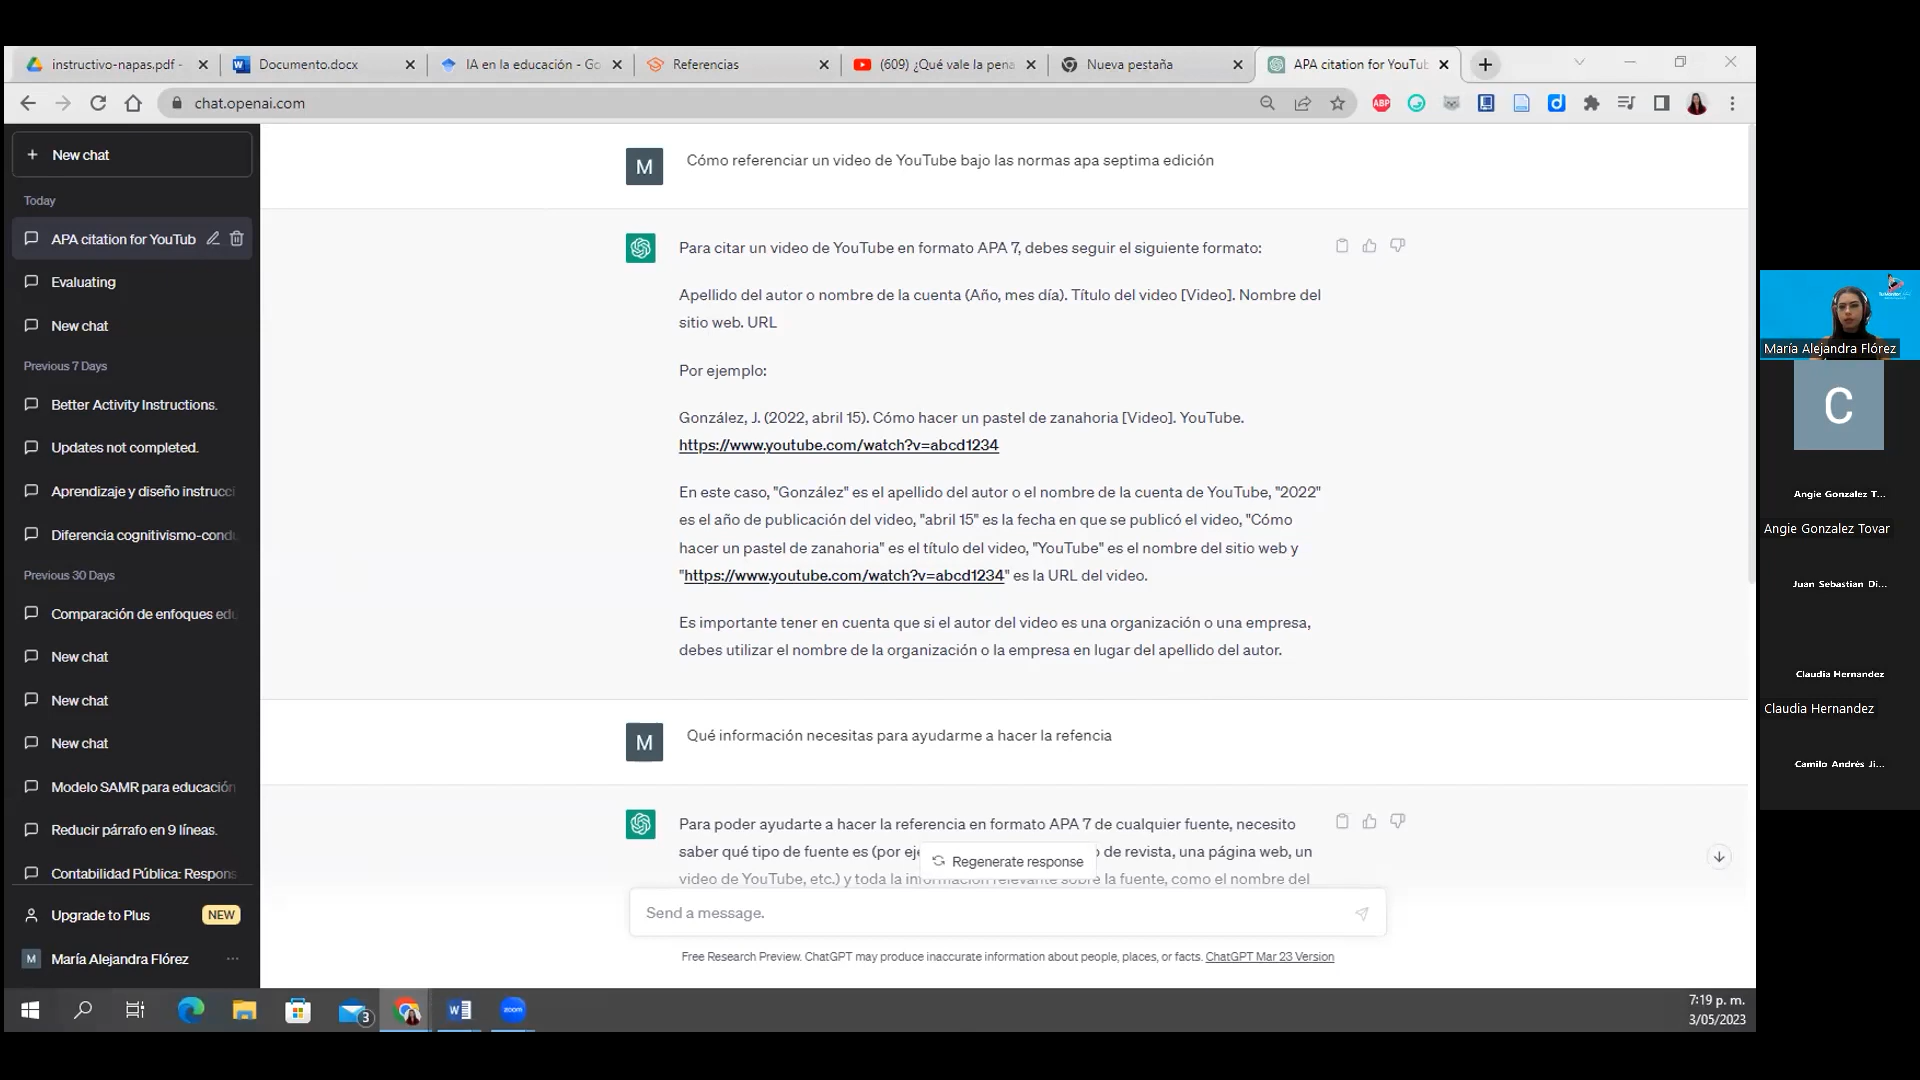 instructivo-napas.pdf -
Documento.docx
IA en la educación - Go
Referencias
(609) ¿Qué vale la pena
Nueva pestaña
APA citation for YouTub
chat.openai.com
ABP
New chat
Today
APA citation for YouTub
Evaluating
New chat
Previous 7 Days
Better Activity Instructions.
Updates not completed.
Aprendizaje y diseño instrucci
Diferencia cognitivismo-condu
Previous 30 Days
Comparación de enfoques edu
New chat
New chat
New chat
Modelo SAMR para educación
Reducir párrafo en 9 líneas.
Contabilidad Pública: Respons
Upgrade to Plus NEW
M María Alejandra Flórez
M Cómo referenciar un video de YouTube bajo las normas apa septima edición
Para citar un video de YouTube en formato APA 7, debes seguir el siguiente formato:
Apellido del autor o nombre de la cuenta (Año, mes día). Título del video [Video]. Nombre del
sitio web. URL
Por ejemplo:
González, J. (2022, abril 15). Cómo hacer un pastel de zanahoria [Video]. YouTube.
https://www.youtube.com/watch?v=abcd1234
En este caso, "González" es el apellido del autor o el nombre de la cuenta de YouTube, "2022"
es el año de publicación del video, "abril 15" es la fecha en que se publicó el video, "Cómo
hacer un pastel de zanahoria" es el título del video, "YouTube" es el nombre del sitio web y
"https://www.youtube.com/watch?v=abcd1234" es la URL del video.
Es importante tener en cuenta que si el autor del video es una organización o una empresa,
debes utilizar el nombre de la organización o la empresa en lugar del apellido del autor.
M Qué información necesitas para ayudarme a hacer la refencia
Para poder ayudarte a hacer la referencia en formato APA 7 de cualquier fuente, necesito
saber qué tipo de fuente es (por eje de revista, una página web, un
video de YouTube, etc.) y toda la información relevante sobre la fuente, como el nombre del
Regenerate response
Send a message.
Free Research Preview. ChatGPT may produce inaccurate information about people, places, or facts. ChatGPT Mar 23 Version
María Alejandra Flórez
C
Angie Gonzalez T...
Angie Gonzalez Tovar
Juan Sebastian Di...
Claudia Hernandez
Claudia Hernandez
Camilo Andrés Ji...
3
zoom
7:19 p. m.
3/05/2023